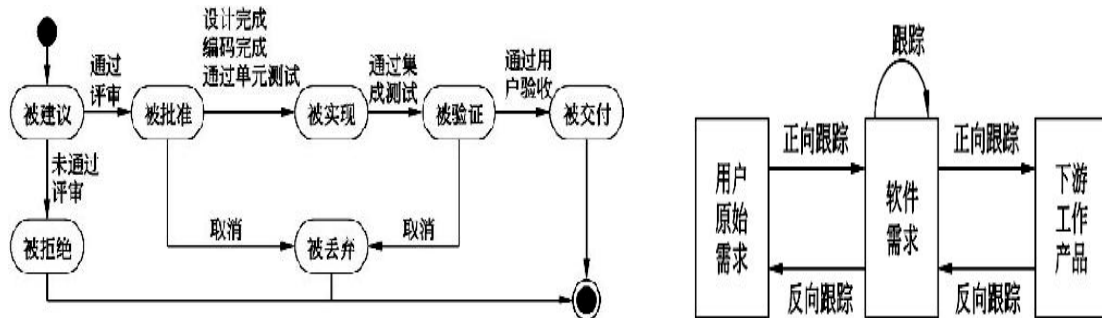 设计完成
编码完成
通过单元测试
通过
评审
通过集
成测试
通过用
户验收
被建议
被批准
被实现
被验证
被交付
未通过
评审
取消
取消
被拒绝
被丢弃
跟踪
正向跟踪
正向跟踪
用户
原始
需求
软件
需求
下游
工作
产品
反向跟踪
反向跟踪